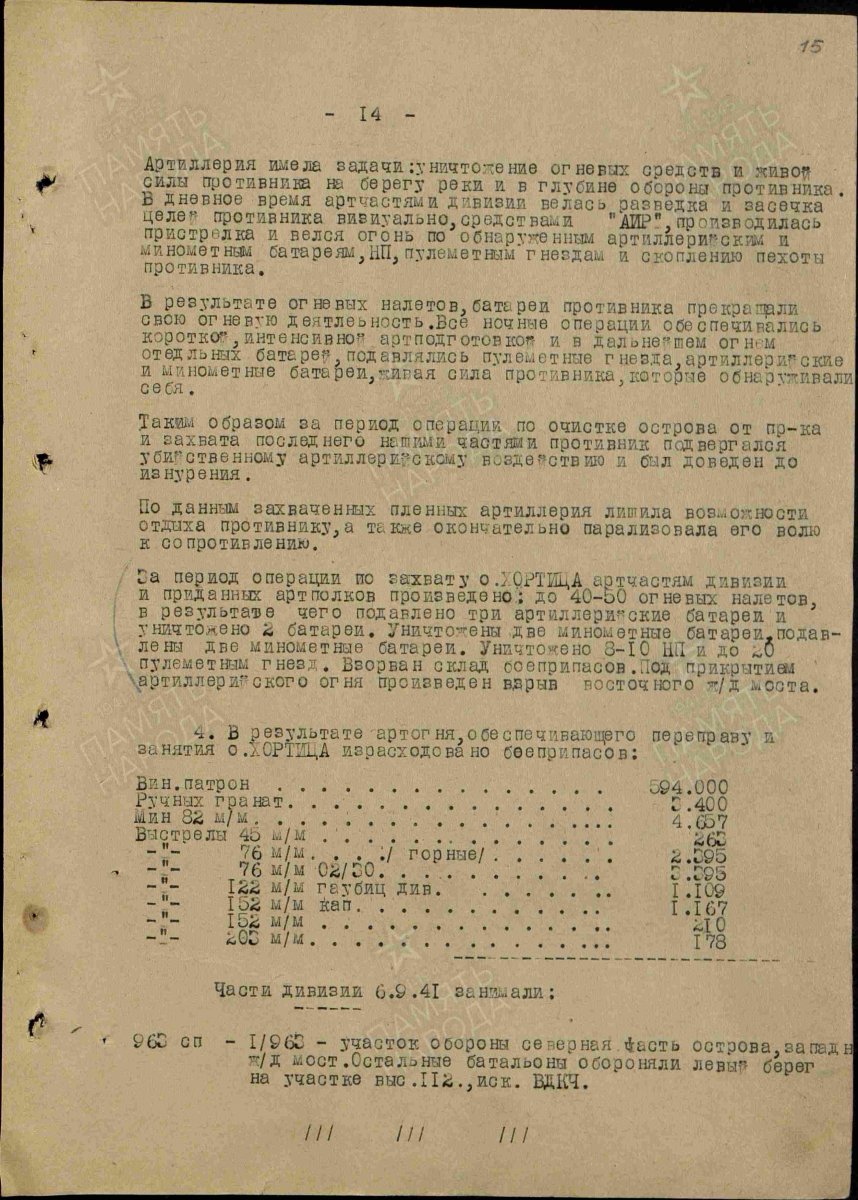 15
- I4 -
Артиллерия имела задачи:уничтожение огневых средств и живой
силы противника на берегу реки и в глубине обороны противника.
В дневное время артчастями дивизии велась разведка и засечка
целей противника визуально,средствами "АИР",производилась
пристрелка и велся огонь по обнаруженным артиллерийским и
минометным батареям,НП,пулеметным гнездам и скоплению пехоты
противника.
В результате огневых налетов,батареи противника прекращали
свою огневую деятлеьность.Все ночные операции обеспечивались
короткой,интенсивной артподготовкой и в дальнейшем огнем
отедльных батарей,подавлялись пулеметные гнезда,артиллерийские
и минометные батареи,живая сила противника,которые обнаруживали
себя.
Таким образом за период операции по очистке острова от пр-ка
и захвата последнего нашими частями противник подвергался
убийственному артиллерийскому воздействию и был доведен до
изнурения.
По данным захваченных пленных артиллерия лишила возможности
отдыха противнику,а также окончательно парализовала его волю
к сопротивлению.
За период операции по захвату о.ХОРТИЦА артчастям дивизии
и приданных артполков произведено: до 40-50 огневых налетов,
в результате чего подавлено три артиллерийские батареи и
уничтожено 2 батареи. Уничтожены две минометные батареи,подав-
лены две минометные батареи. Уничтожено 8-I0 НП и до 20
пулеметным гнезд. Взорван склад боеприпасов.Под прикрытием
артиллерийского огня произведен взрыв восточного ж/д моста.
4. В результате артогня,обеспечивающего переправу и
занятия о.ХОРТИЦА израсходовано боеприпасов:
Вин.патрон . . . . . . . . . . . . . . . 594.000
Ручных гранат. . . . . . . . . . . . . . 3.400
Мин 82 м/м. . . . . . . . . . . . . . . . 4.657
Выстрелы 45 м/м . . . . . . . . . . . . . 263
-"- 76 м/м. . . ./ горные/ . . . . . . 2.395
-"- 76 м/м 02/30. . . . . . . . . . 3.395
-"- I22 м/м гаубиц див. . . . . . . I.I09
-"- I52 м/м кап. . . . . . . . . . . I.I67
-"- I52 м/м . . . . . . . . . . . . 2I0
-"- 203 м/м. . . . . . . . . . . . . I78
Части дивизии 6.9.4I занимали:
963 сп - I/963 - участок обороны северная часть острова,запад н
ж/д мост.Остальные батальоны обороняли левый берег
на участке выс.II2.,иск. ВДКЧ.
/// /// ///
ПАМЯТЬ НАРОДА